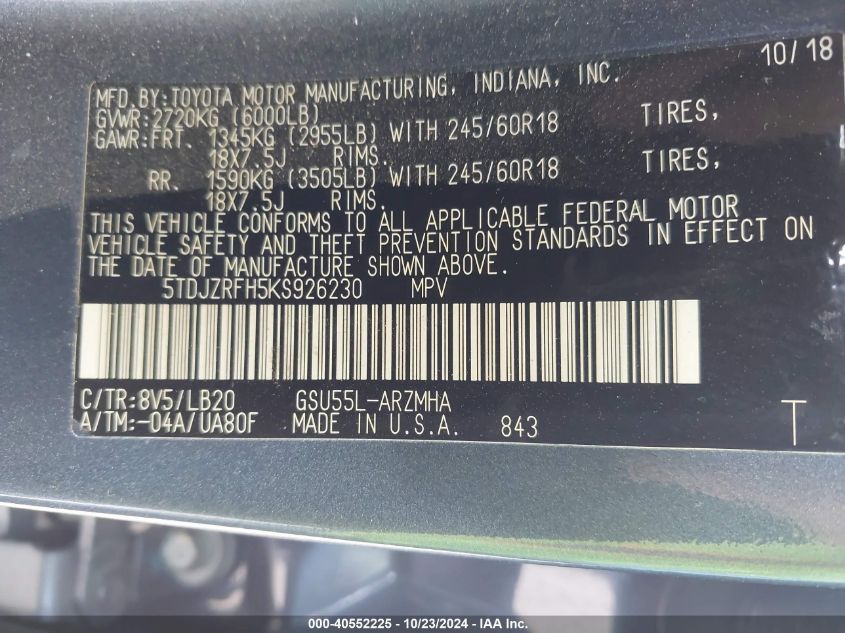 10/18
MFD.BY:TOYOTA MOTOR MANUFACTURING, INDIANA, INC.
GVWR:2720KG (6000LB)
GAWR:FRT. 1345KG (2955LB) WITH 245/60R18 TIRES,
18X7.5J RIMS.
RR. 1590KG (3505LB) WITH 245/60R18 TIRES,
18X7.5J RIMS.
THIS VEHICLE CONFORMS TO ALL APPLICABLE FEDERAL MOTOR
VEHICLE SAFETY AND THEFT PREVENTION STANDARDS IN EFFECT ON
THE DATE OF MANUFACTURE SHOWN ABOVE.
5TDJZRFH5KS926230 MPV
C/TR:8V5/LB20 GSU55L-ARZMHA
A/TM:-04A/UA80F MADE IN U.S.A. 843 T
000-40552225 - 10/23/2024 - IAA Inc.